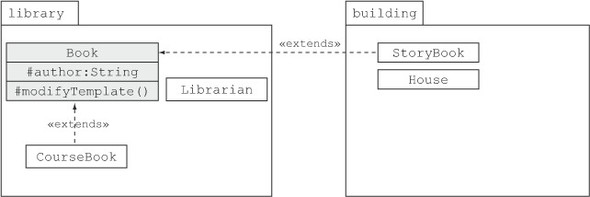 library
building
Book
«extends»
StoryBook
#author:String
House
#modifyTemplate()
Librarian
«extends»
CourseBook